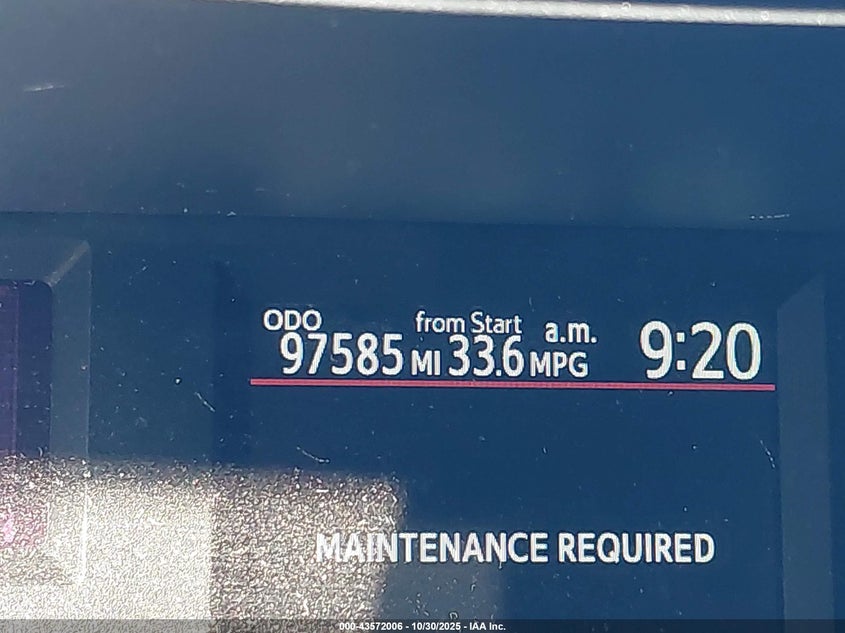 ODO from Start a.m. 9:20
97585 MI 33.6 MPG
MAINTENANCE REQUIRED
000-43572006 - 10/30/2025 - IAA Inc.